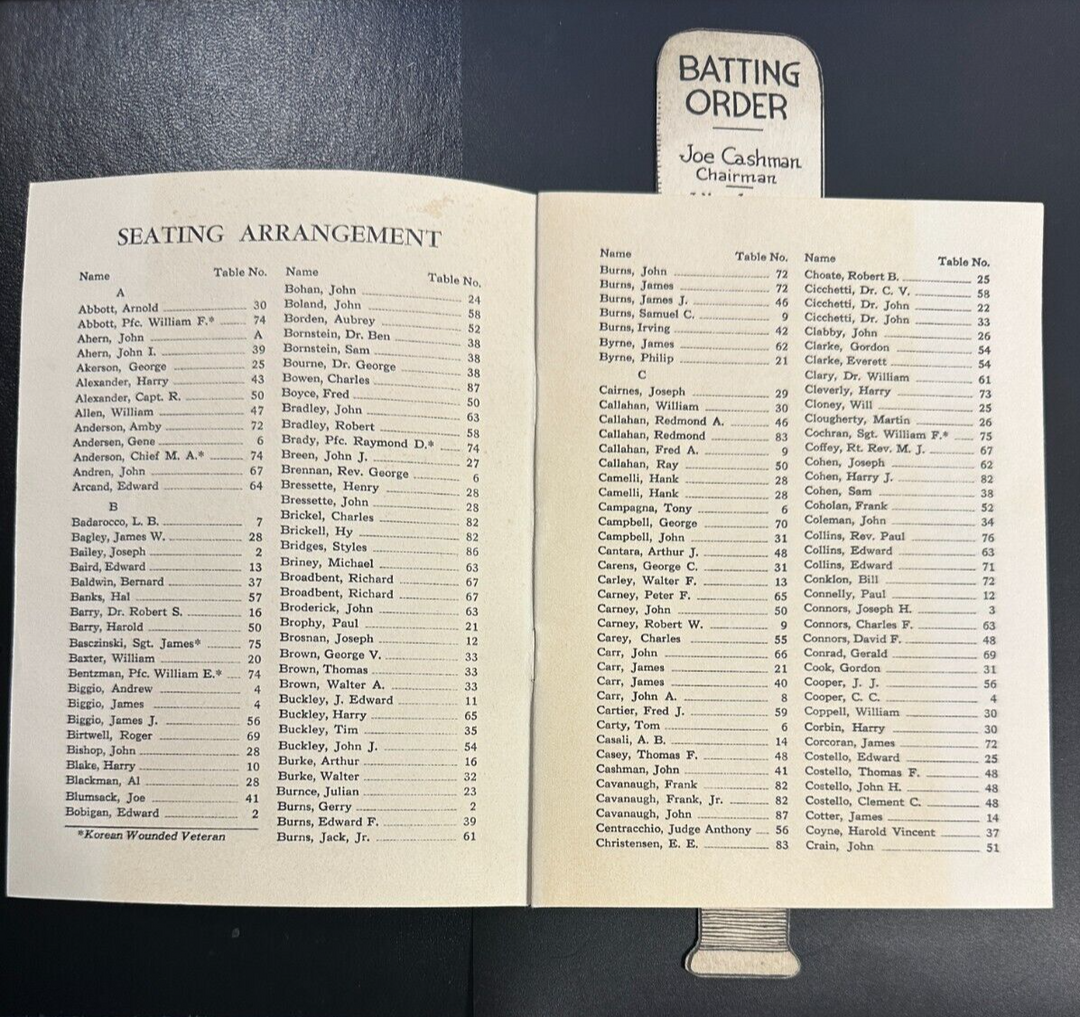 BATTING
ORDER
Joe Cashman
Chairman
SEATING ARRANGEMENT
Name Table No.
A
Abbott, Arnold 30
Abbott, Pfc. William F.* 74
Ahern, John A
Ahern, John I. 39
Akerson, George 25
Alexander, Harry 43
Alexander, Capt. R. 50
Allen, William 47
Anderson, Amby 72
Andersen, Gene 6
Anderson, Chief M. A.* 74
Andren, John 67
Arcand, Edward 64
B
Badarocco, L. B. 7
Bagley, James W. 28
Bailey, Joseph 2
Baird, Edward 13
Baldwin, Bernard 37
Banks, Hal 57
Barry, Dr. Robert S. 16
Barry, Harold 50
Basczinski, Sgt. James* 75
Baxter, William 20
Bentzman, Pfc. William E.* 74
Biggio, Andrew 4
Biggio, James 4
Biggio, James J. 56
Birtwell, Roger 69
Bishop, John 28
Blake, Harry 10
Blackman, Al 28
Blumsack, Joe 41
Bobigan, Edward 2
*Korean Wounded Veteran
Name Table No.
Bohan, John 24
Boland, John 58
Borden, Aubrey 52
Bornstein, Dr. Ben 38
Bornstein, Sam 38
Bourne, Dr. George 38
Bowen, Charles 87
Boyce, Fred 50
Bradley, John 63
Bradley, Robert 58
Brady, Pfc. Raymond D.* 74
Breen, John J. 27
Brennan, Rev. George 6
Bressette, Henry 28
Bressette, John 28
Brickel, Charles 82
Brickell, Hy 82
Bridges, Styles 86
Briney, Michael 63
Broadbent, Richard 67
Broadbent, Richard 67
Broderick, John 63
Brophy, Paul 21
Brosnan, Joseph 12
Brown, George V. 33
Brown, Thomas 33
Brown, Walter A. 33
Buckley, J. Edward 11
Buckley, Harry 65
Buckley, Tim 35
Buckley, John J. 54
Burke, Arthur 16
Burke, Walter 32
Burnce, Julian 23
Burns, Gerry 2
Burns, Edward F. 39
Burns, Jack, Jr. 61
Name Table No.
Burns, John 72
Burns, James 72
Burns, James J. 46
Burns, Samuel C. 9
Burns, Irving 42
Byrne, James 62
Byrne, Philip 21
C
Cairnes, Joseph 29
Callahan, William 30
Callahan, Redmond A. 46
Callahan, Redmond 83
Callahan, Fred A. 9
Callahan, Ray 50
Camelli, Hank 28
Camelli, Hank 28
Campagna, Tony 6
Campbell, George 70
Campbell, John 31
Cantara, Arthur J. 48
Carens, George C. 31
Carley, Walter F. 13
Carney, Peter F. 65
Carney, John 50
Carney, Robert W. 9
Carey, Charles 55
Carr, John 66
Carr, James 21
Carr, James 40
Carr, John A. 8
Cartier, Fred J. 59
Carty, Tom 6
Casali, A. B. 14
Casey, Thomas F. 48
Cashman, John 41
Cavanaugh, Frank 82
Cavanaugh, Frank, Jr. 82
Cavanaugh, John 87
Centracchio, Judge Anthony 56
Christensen, E. E. 83
Name Table No.
Choate, Robert B. 25
Cicchetti, Dr. C. V. 58
Cicchetti, Dr. John 22
Cicchetti, Dr. John 33
Clabby, John 26
Clarke, Gordon 54
Clarke, Everett 54
Clary, Dr. William 61
Cleverly, Harry 73
Cloney, Will 25
Clougherty, Martin 26
Cochran, Sgt. William F.* 75
Coffey, Rt. Rev. M. J. 67
Cohen, Joseph 62
Cohen, Harry J. 82
Cohen, Sam 38
Coholan, Frank 52
Coleman, John 34
Collins, Rev. Paul 76
Collins, Edward 63
Collins, Edward 71
Conklon, Bill 72
Connelly, Paul 12
Connors, Joseph H. 3
Connors, Charles F. 63
Connors, David F. 48
Conrad, Gerald 69
Cook, Gordon 31
Cooper, J. J. 56
Cooper, C. C. 4
Coppell, William 30
Corbin, Harry 30
Corcoran, James 72
Costello, Edward 25
Costello, Thomas F. 48
Costello, John H. 48
Costello, Clement C. 48
Cotter, James 14
Coyne, Harold Vincent 37
Crain, John 51